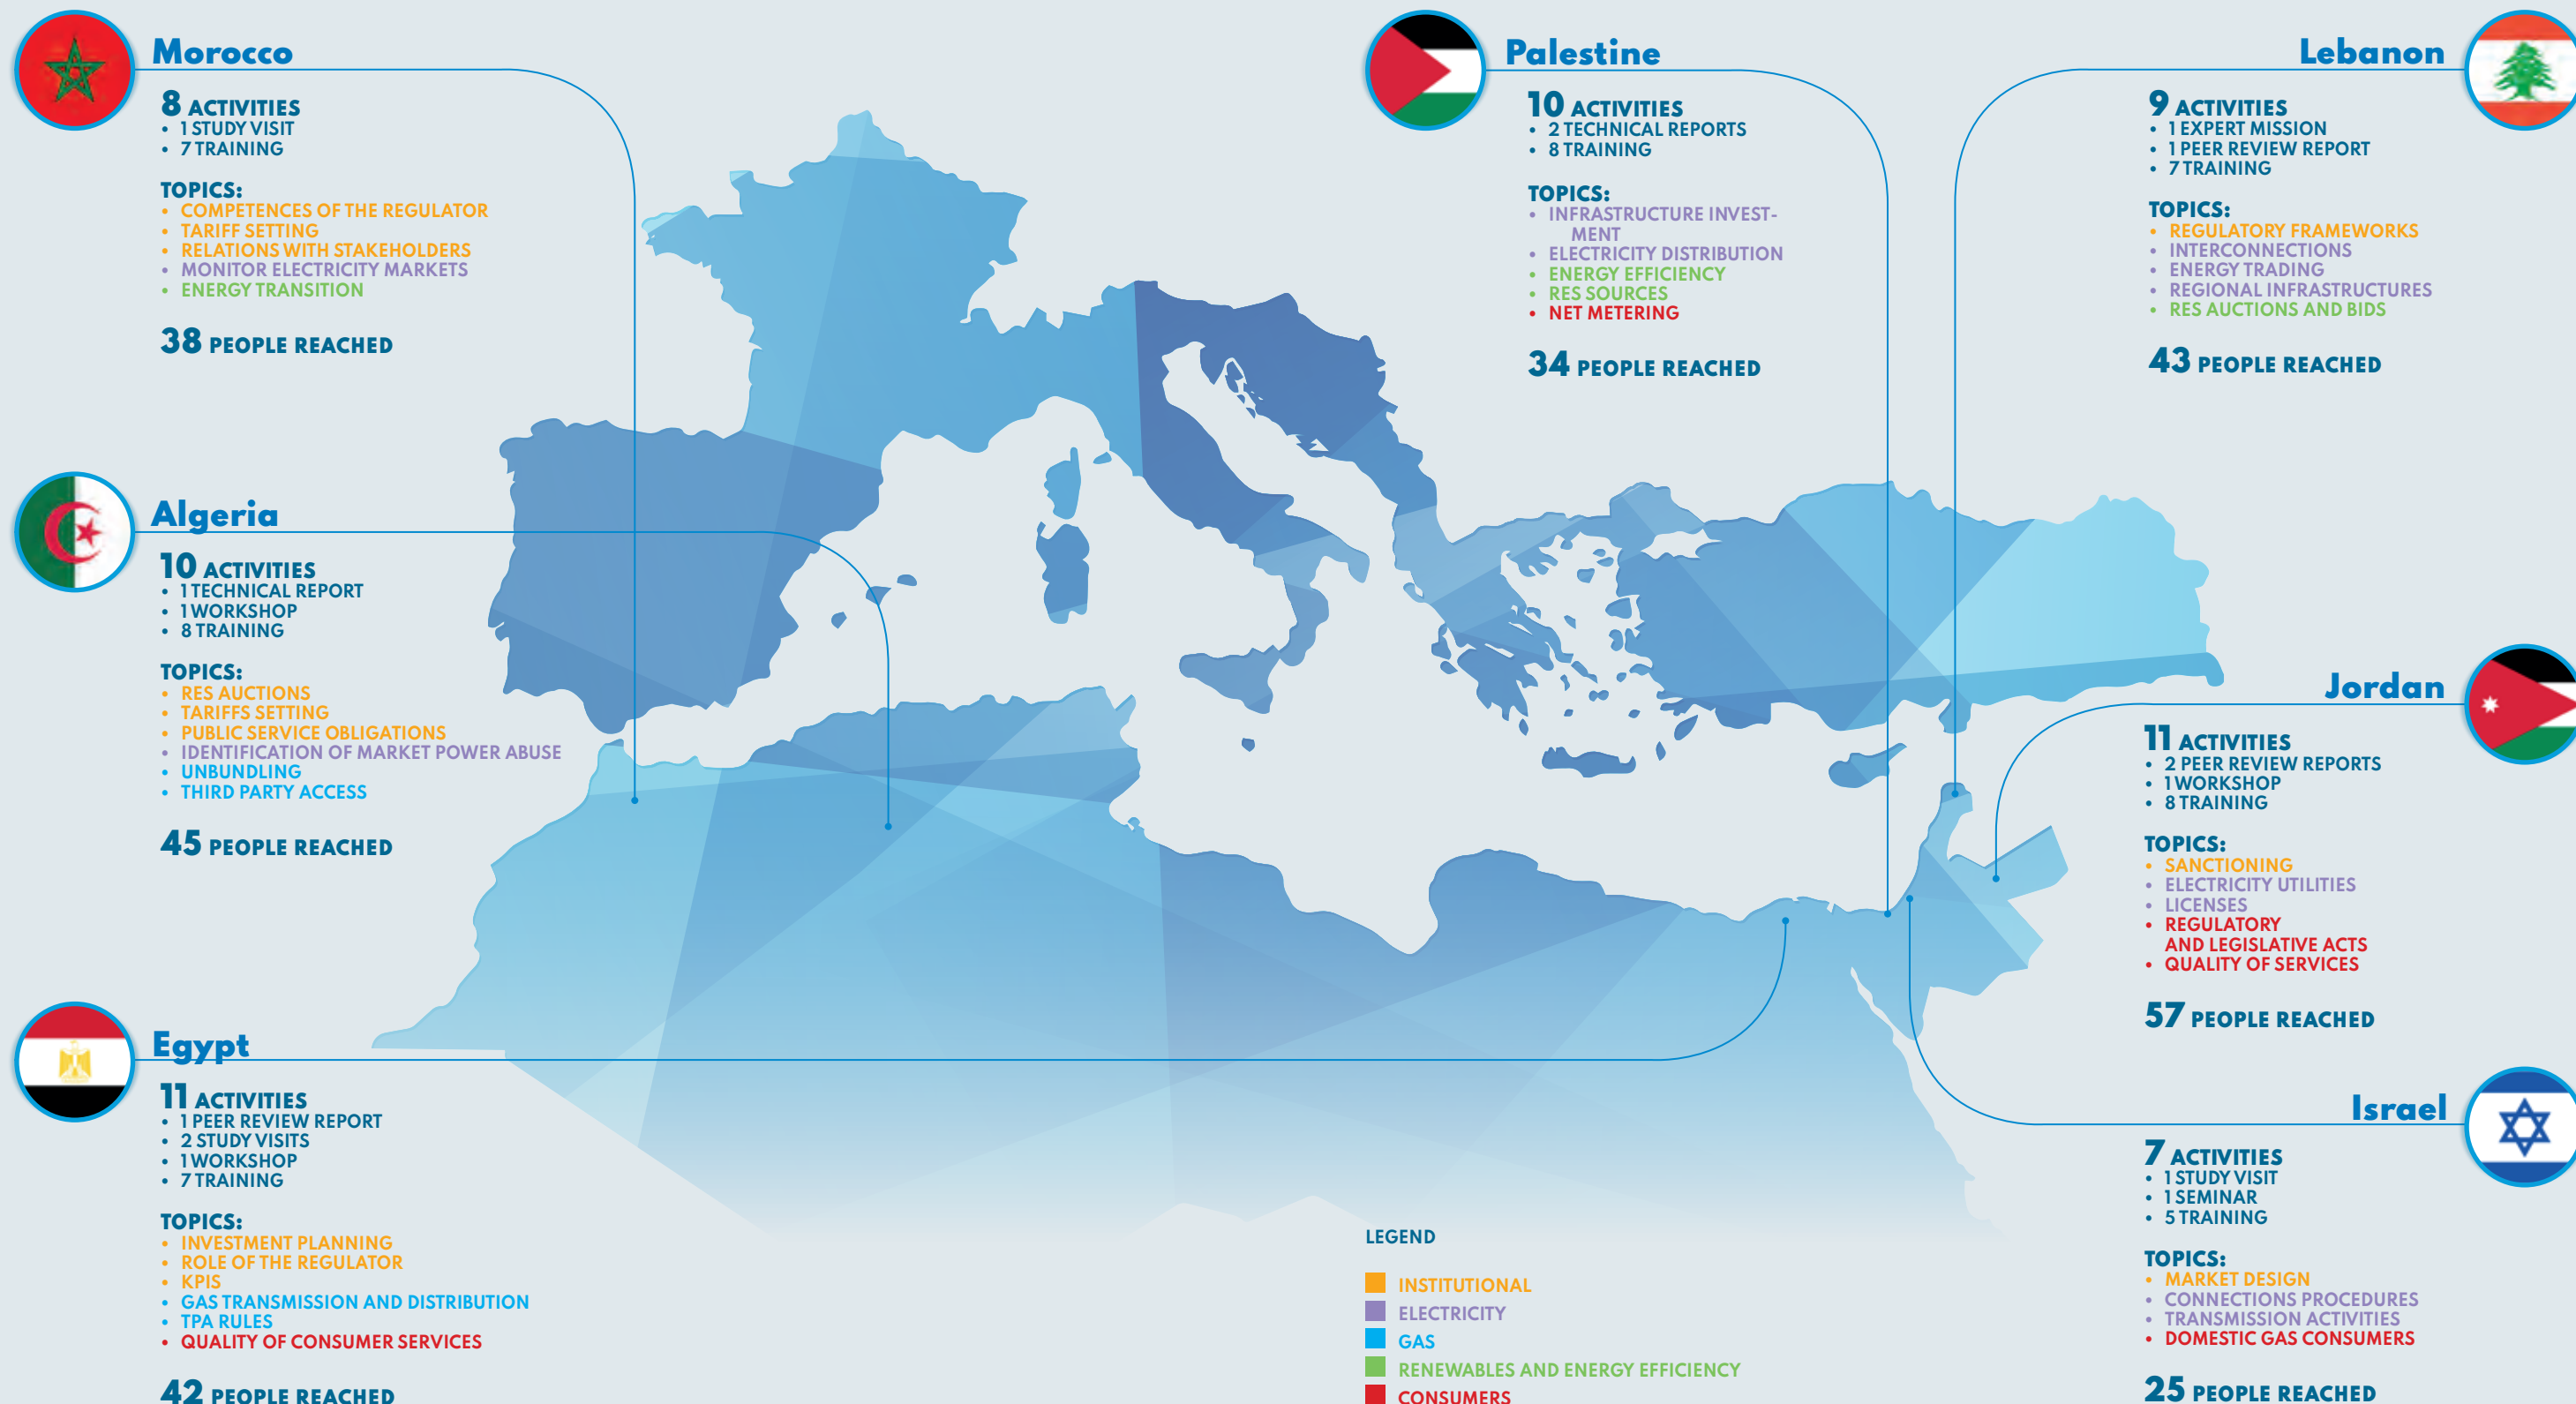 Morocco
8 ACTIVITIES
• 1 STUDY VISIT
• 7 TRAINING
TOPICS:
• COMPETENCES OF THE REGULATOR
• TARIFF SETTING
• RELATIONS WITH STAKEHOLDERS
• MONITOR ELECTRICITY MARKETS
• ENERGY TRANSITION
38 PEOPLE REACHED
Algeria
10 ACTIVITIES
• 1 TECHNICAL REPORT
• 1 WORKSHOP
• 8 TRAINING
TOPICS:
• RES AUCTIONS
• TARIFFS SETTING
• PUBLIC SERVICE OBLIGATIONS
• IDENTIFICATION OF MARKET POWER ABUSE
• UNBUNDLING
• THIRD PARTY ACCESS
45 PEOPLE REACHED
Egypt
11 ACTIVITIES
• 1 PEER REVIEW REPORT
• 2 STUDY VISITS
• 1 WORKSHOP
• 7 TRAINING
TOPICS:
• INVESTMENT PLANNING
• ROLE OF THE REGULATOR
• KPIS
• GAS TRANSMISSION AND DISTRIBUTION
• TPA RULES
• QUALITY OF CONSUMER SERVICES
42 PEOPLE REACHED
Palestine
10 ACTIVITIES
• 2 TECHNICAL REPORTS
• 8 TRAINING
TOPICS:
• INFRASTRUCTURE INVEST-
MENT
• ELECTRICITY DISTRIBUTION
• ENERGY EFFICIENCY
• RES SOURCES
• NET METERING
34 PEOPLE REACHED
Lebanon
9 ACTIVITIES
• 1 EXPERT MISSION
• 1 PEER REVIEW REPORT
• 7 TRAINING
TOPICS:
• REGULATORY FRAMEWORKS
• INTERCONNECTIONS
• ENERGY TRADING
• REGIONAL INFRASTRUCTURES
• RES AUCTIONS AND BIDS
43 PEOPLE REACHED
Jordan
11 ACTIVITIES
• 2 PEER REVIEW REPORTS
• 1 WORKSHOP
• 8 TRAINING
TOPICS:
• SANCTIONING
• ELECTRICITY UTILITIES
• LICENSES
• REGULATORY
AND LEGISLATIVE ACTS
• QUALITY OF SERVICES
57 PEOPLE REACHED
Israel
7 ACTIVITIES
• 1 STUDY VISIT
• 1 SEMINAR
• 5 TRAINING
TOPICS:
• MARKET DESIGN
• CONNECTIONS PROCEDURES
• TRANSMISSION ACTIVITIES
• DOMESTIC GAS CONSUMERS
25 PEOPLE REACHED
LEGEND
INSTITUTIONAL
ELECTRICITY
GAS
RENEWABLES AND ENERGY EFFICIENCY
CONSUMERS